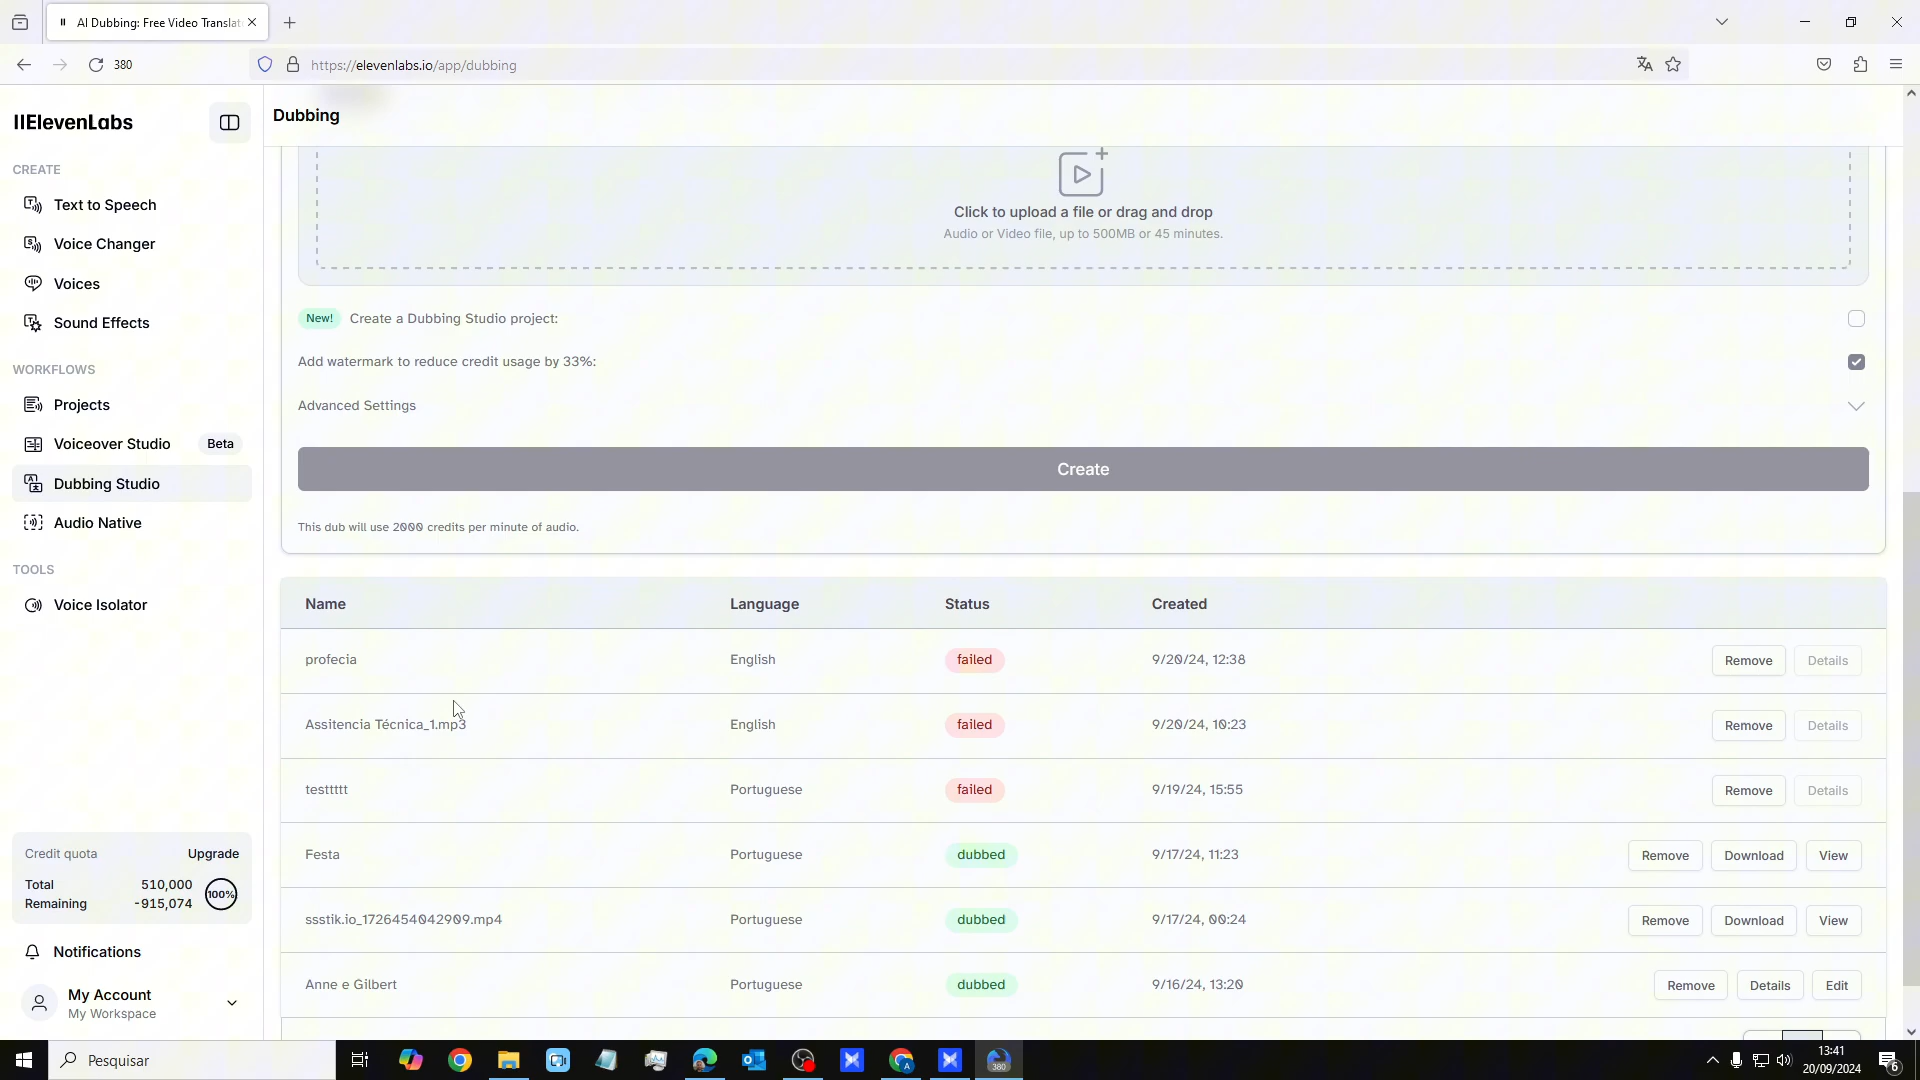 AI Dubbing: Free Video Translat
380
https://elevenlabs.io/app/dubbing
IIElevenLabs
Dubbing
CREATE
Text to Speech
Voice Changer
Voices
Sound Effects
WORKFLOWS
Projects
Voiceover Studio Beta
Dubbing Studio
Audio Native
TOOLS
Voice Isolator
Credit quota Upgrade
Total 510,000
Remaining -915,074
100%
Notifications
My Account
My Workspace
Click to upload a file or drag and drop
Audio or Video file, up to 500MB or 45 minutes.
New! Create a Dubbing Studio project:
Add watermark to reduce credit usage by 33%:
Advanced Settings
Create
This dub will use 2000 credits per minute of audio.
Name Language Status Created
profecia English failed 9/20/24, 12:38 Remove Details
Assitencia Técnica_1.mp3 English failed 9/20/24, 10:23 Remove Details
testtttt Portuguese failed 9/19/24, 15:55 Remove Details
Festa Portuguese dubbed 9/17/24, 11:23 Remove Download View
ssstik.io_1726454042909.mp4 Portuguese dubbed 9/17/24, 00:24 Remove Download View
Anne e Gilbert Portuguese dubbed 9/16/24, 13:20 Remove Details Edit
Pesquisar
380
13:41
20/09/2024
6